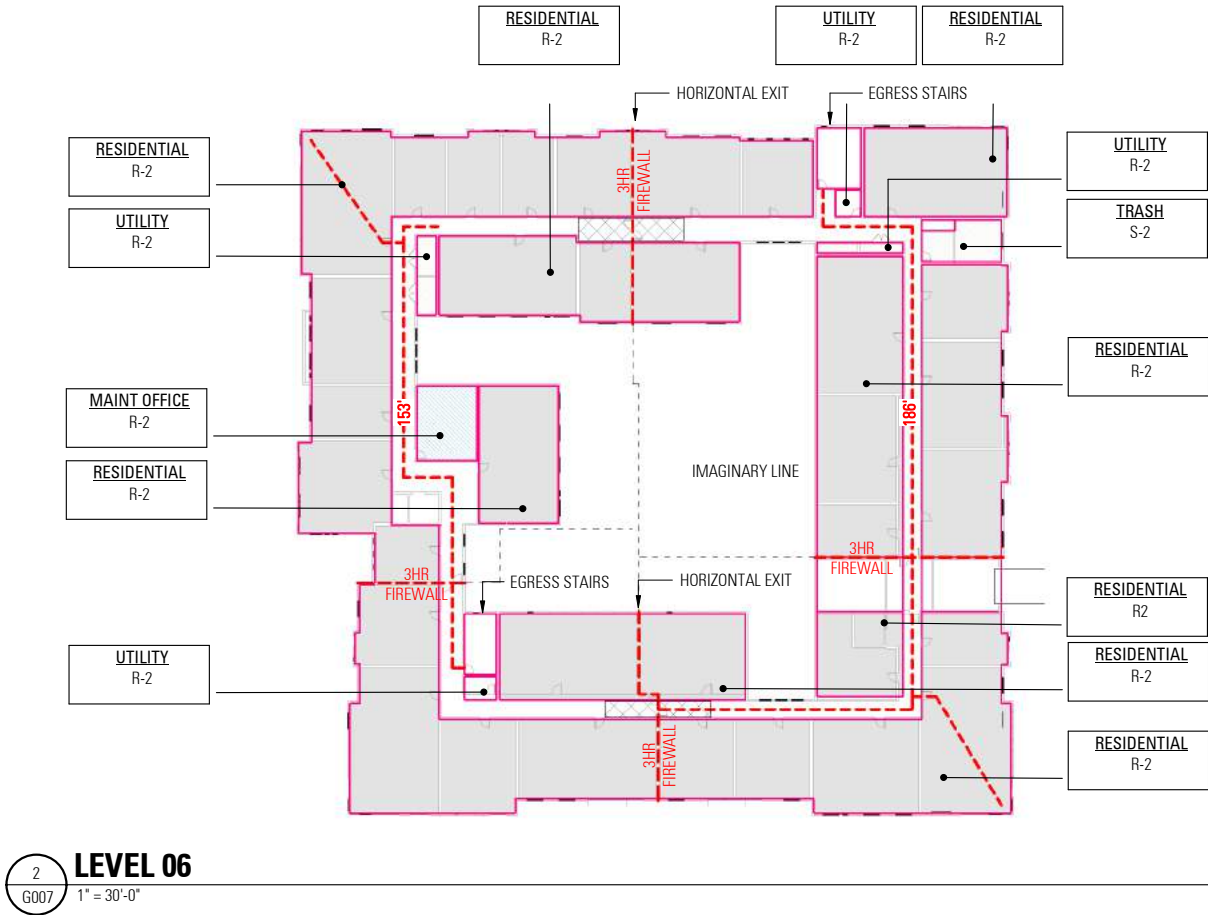 RESIDENTIAL
R-2
UTILITY
R-2
RESIDENTIAL
R-2
HORIZONTAL EXIT
EGRESS STAIRS
RESIDENTIAL
R-2
UTILITY
R-2
3HR
FIREWALL
UTILITY
R-2
TRASH
S-2
RESIDENTIAL
R-2
MAINT OFFICE
R-2
153'
186'
RESIDENTIAL
R-2
IMAGINARY LINE
3HR
FIREWALL
3HR
FIREWALL
EGRESS STAIRS
HORIZONTAL EXIT
RESIDENTIAL
R2
UTILITY
R-2
RESIDENTIAL
R-2
3HR
FIREWALL
RESIDENTIAL
R-2
2
G007
LEVEL 06
1" = 30'-0"